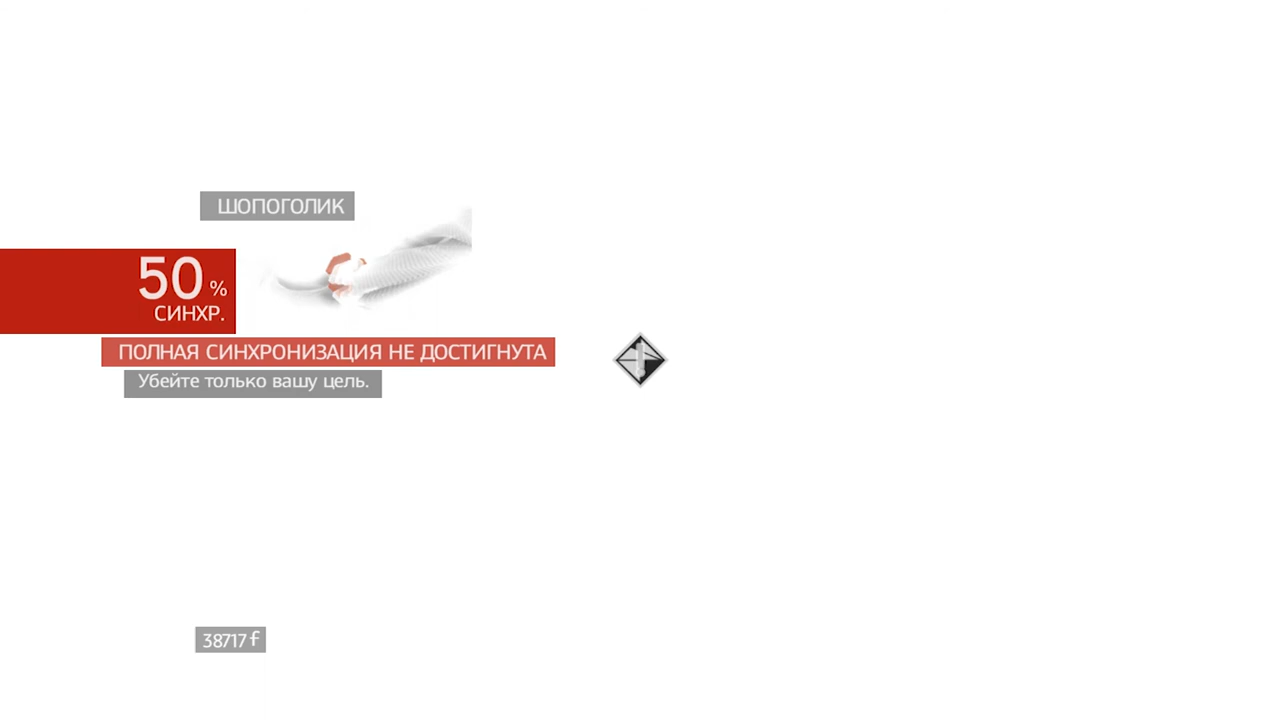 ШОПОГОЛИК
50 %
СИНХР.
ПОЛНАЯ СИНХРОНИЗАЦИЯ НЕ ДОСТИГНУТА
Убейте только вашу цель.
38717 f